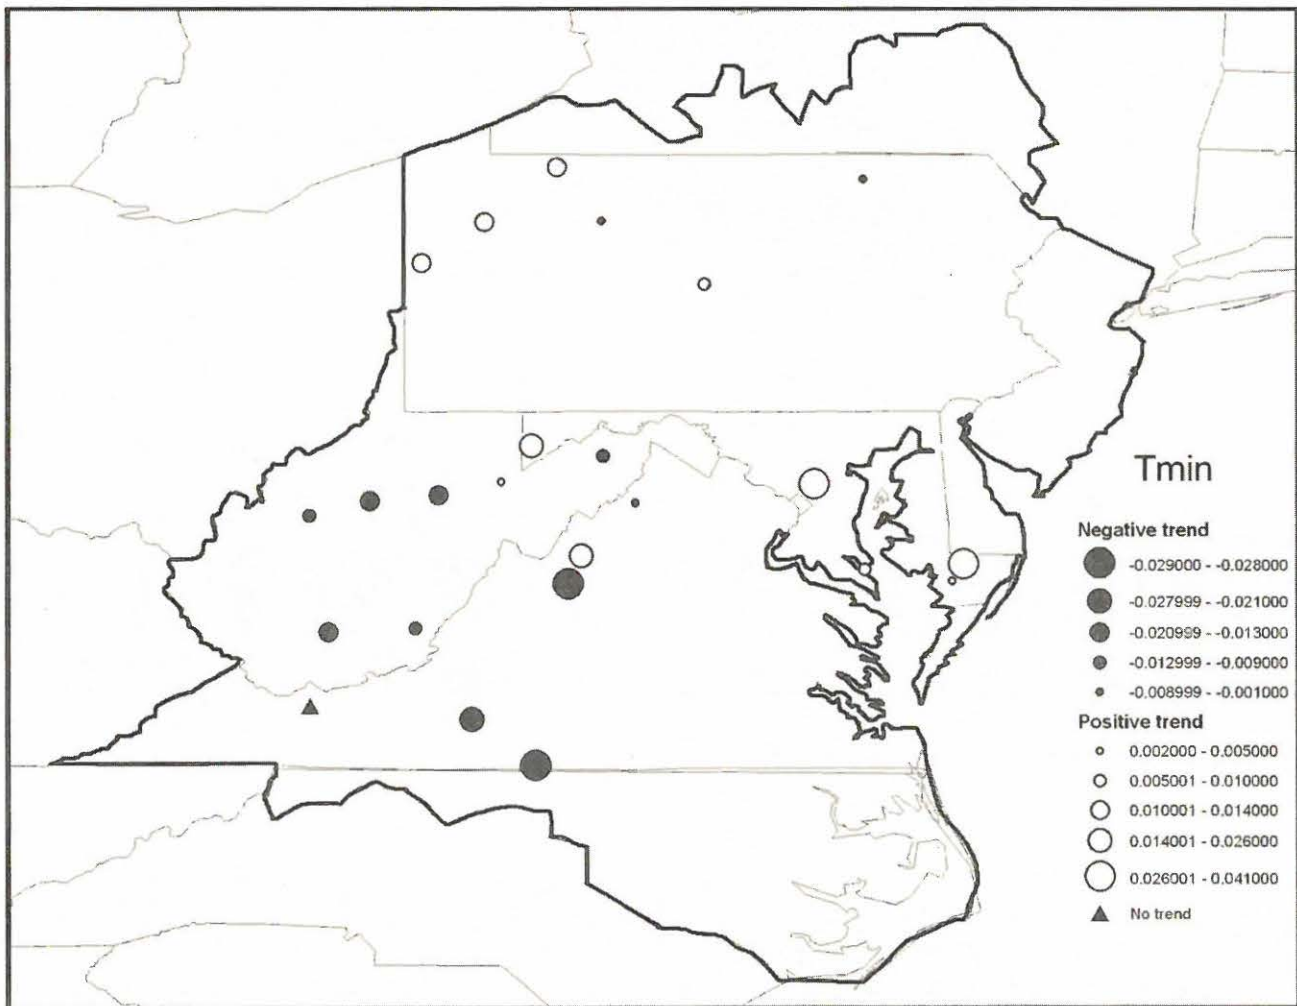 Tmin
Negative trend
-0.029000 - -0.028000
-0.027999 - -0.021000
-0.020999 - -0.013000
-0.012999 - -0.009000
-0.008999 - -0.001000
Positive trend
0.002000 - 0.005000
0.005001 - 0.010000
0.010001 - 0.014000
0.014001 - 0.026000
0.026001 - 0.041000
No trend